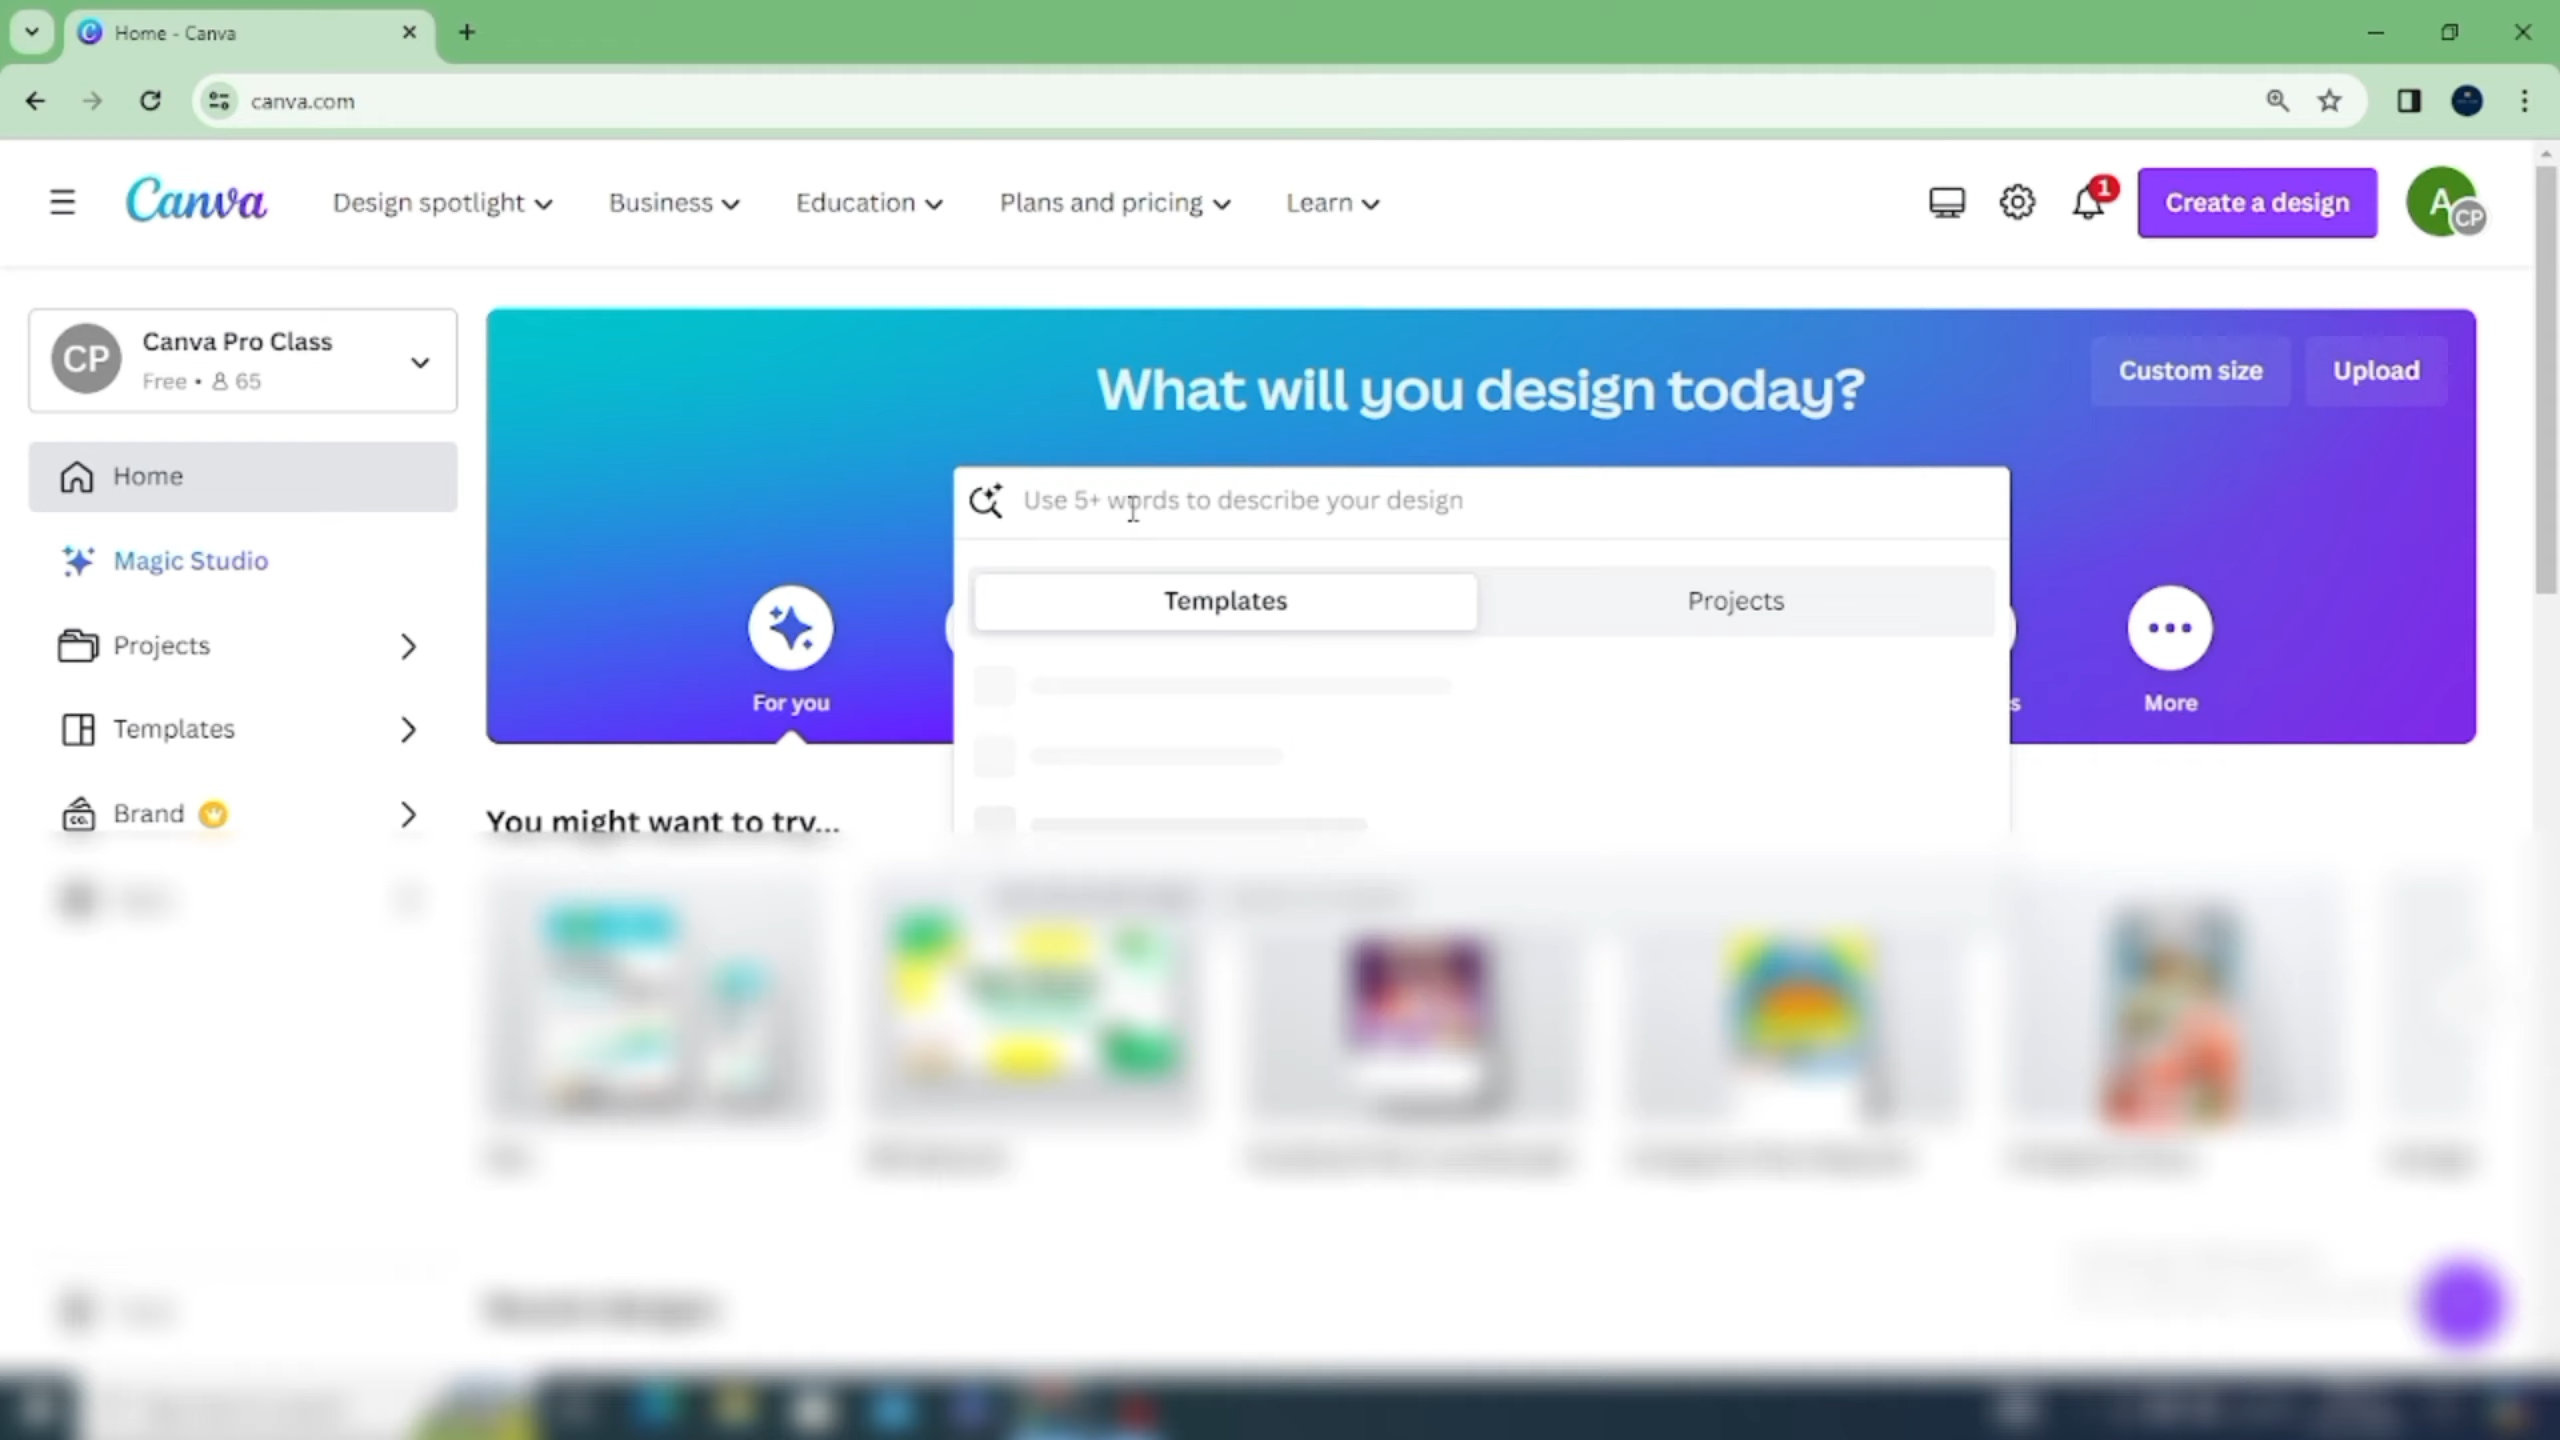 Home - Canva
canva.com
Canva
Design spotlight
Business
Education
Plans and pricing
Learn
1
Create a design
A
CP
CP
Canva Pro Class
Free • 65
Home
Magic Studio
Projects
Templates
Brand
What will you design today?
Custom size
Upload
Use 5+ words to describe your design
Templates
Projects
For you
s
More
You might want to try...